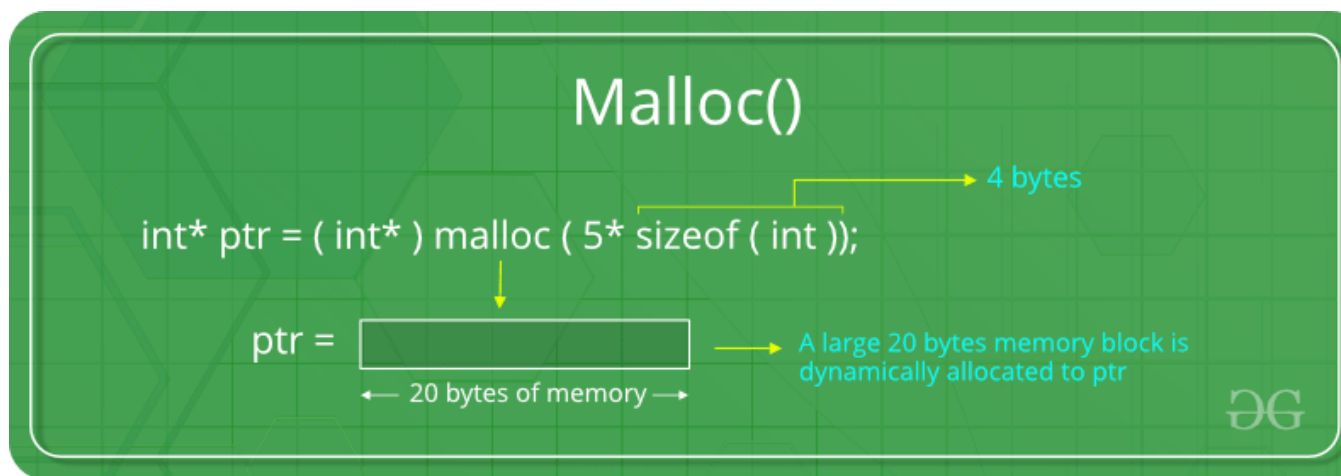 Malloc()
4 bytes
int* ptr = ( int* ) malloc ( 5* sizeof ( int ));
ptr =
A large 20 bytes memory block is
dynamically allocated to ptr
20 bytes of memory